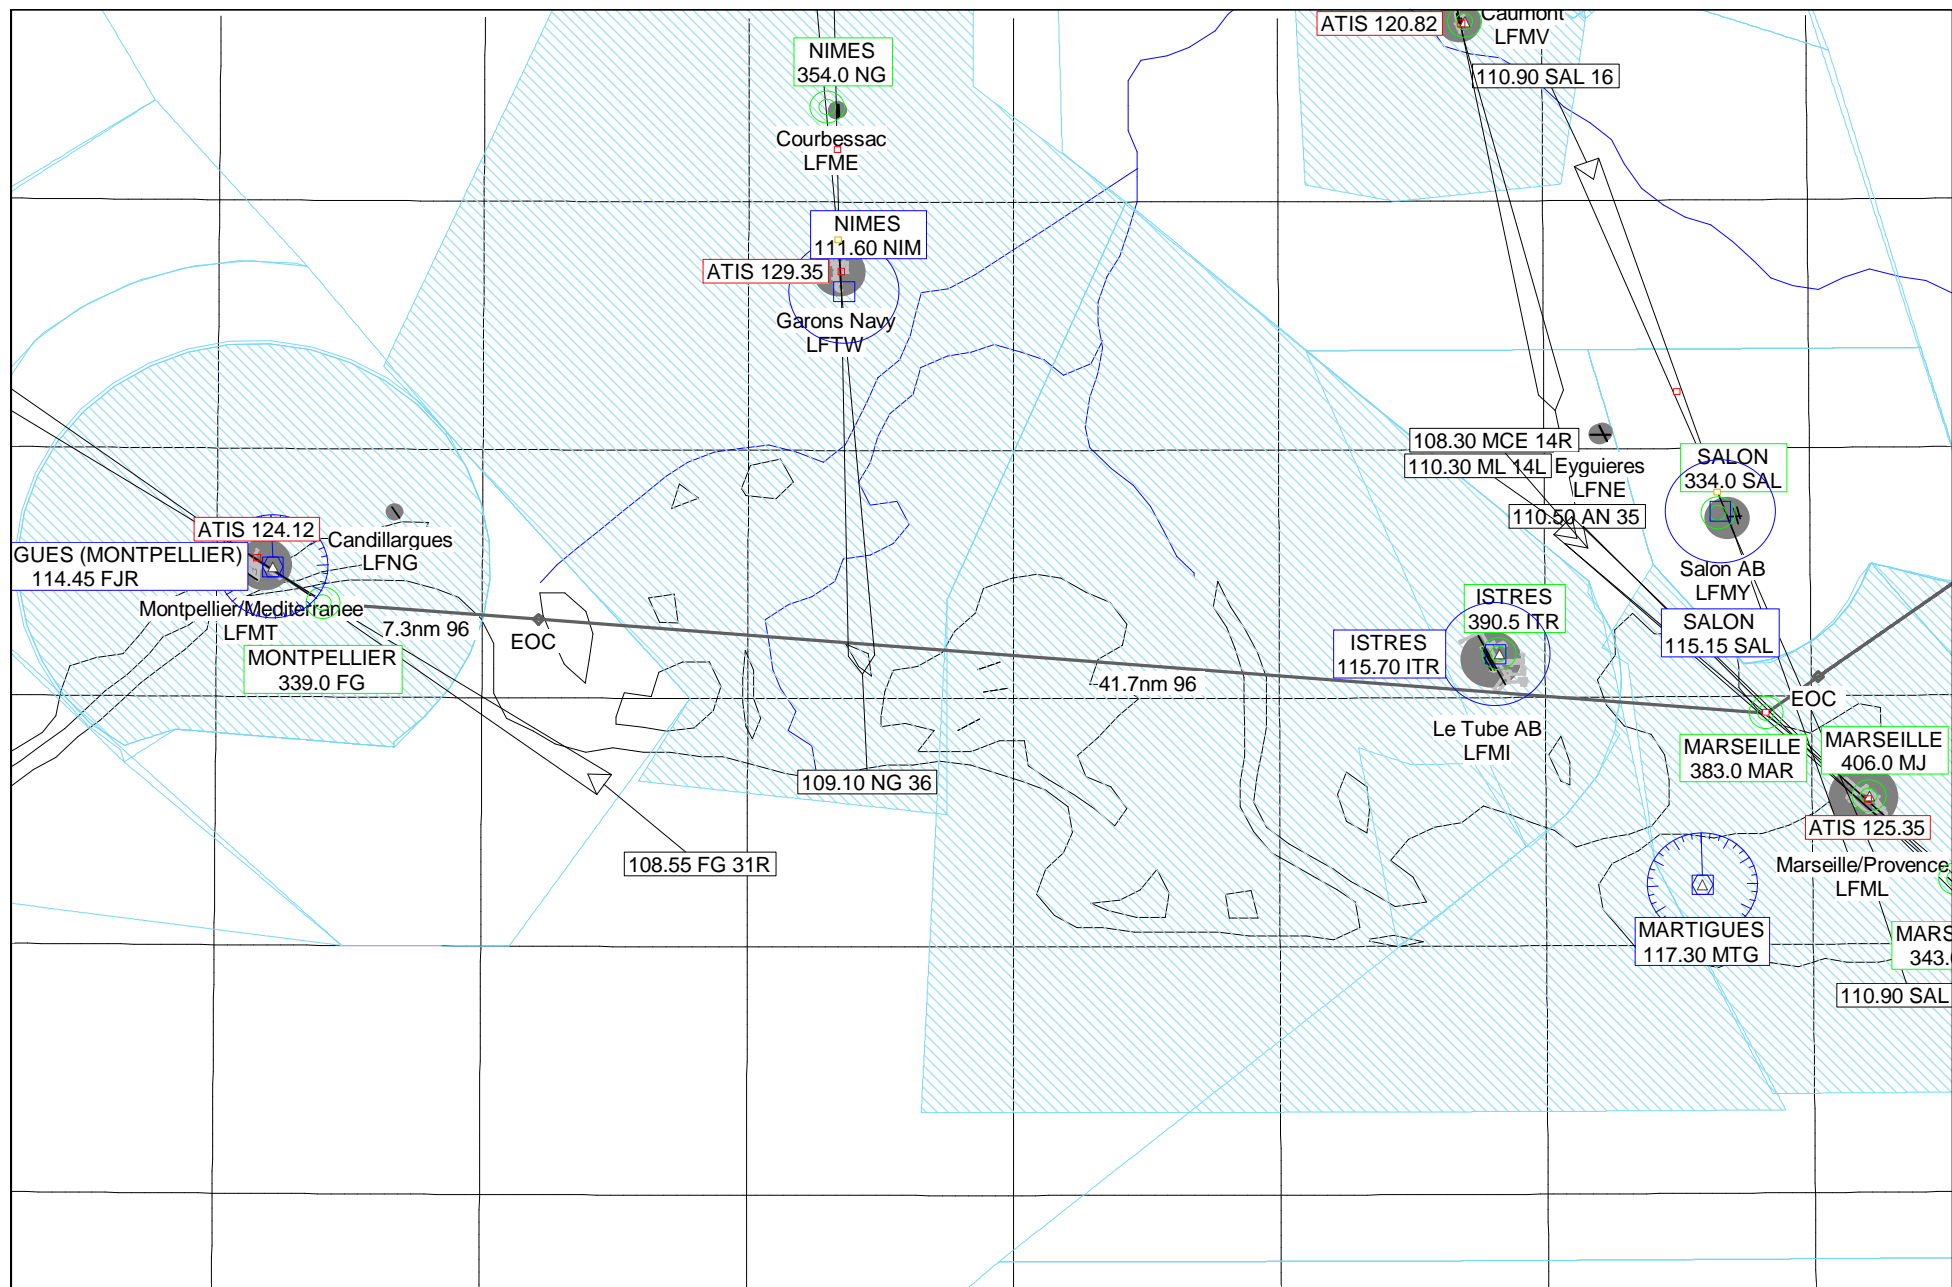 ATIS 120.82
Caumont
LFMV
NIMES
354.0 NG
110.90 SAL 16
Courbessac
LFME
NIMES
111.60 NIM
ATIS 129.35
Garons Navy
LFTW
108.30 MCE 14R
110.30 ML 14L
Eyguieres
LFNE
SALON
334.0 SAL
110.50 AN 35
ATIS 124.12
Candillargues
LFNG
GUES (MONTPELLIER)
114.45 FJR
Salon AB
LFMY
Montpellier/Mediterranee
LFMT
7.3nm 96
EOC
ISTRES
390.5 ITR
ISTRES
115.70 ITR
SALON
115.15 SAL
MONTPELLIER
339.0 FG
41.7nm 96
EOC
Le Tube AB
LFMI
MARSEILLE
383.0 MAR
MARSEILLE
406.0 MJ
109.10 NG 36
ATIS 125.35
108.55 FG 31R
Marseille/Provence
LFML
MARTIGUES
117.30 MTG
MARS
343.
110.90 SAL